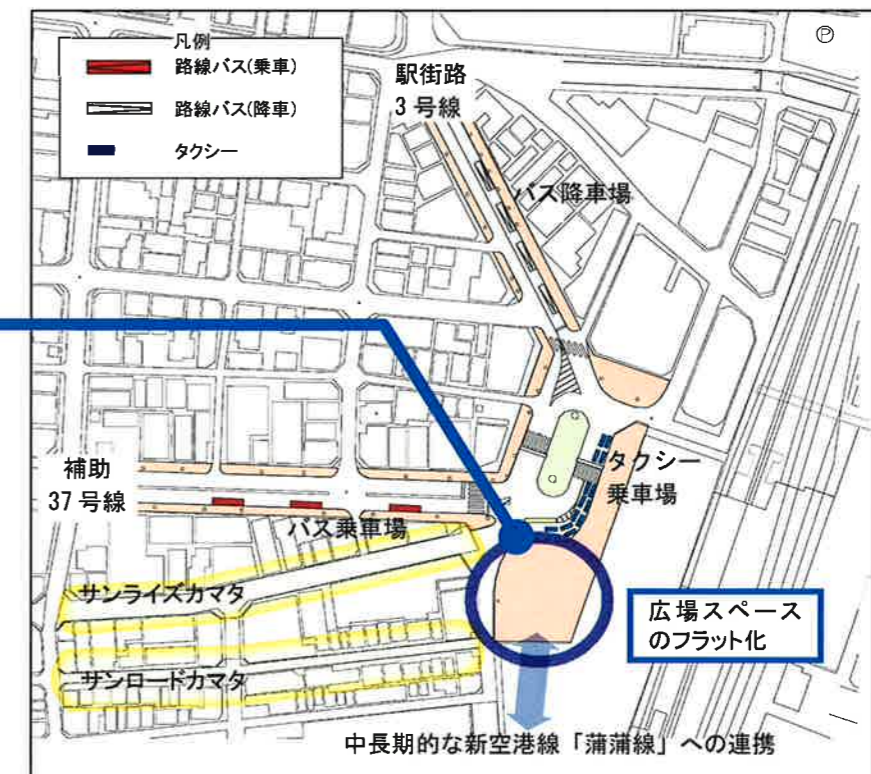 凡例
路線バス(乗車)
路線バス(降車)
タクシー
Ⓟ
駅街路
3号線
バス降車場
補助
37号線
バス乗車場
タクシー
乗車場
サンライズカマタ
サンロードカマタ
広場スペース
のフラット化
中長期的な新空港線「蒲蒲線」への連携